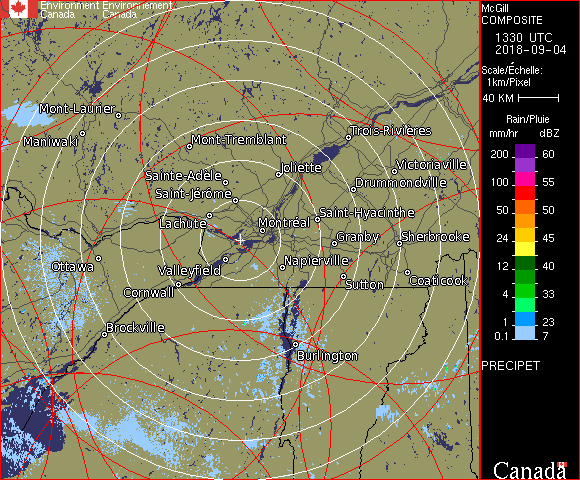 Environment Environnement
Canada Canada
McGill
COMPOSITE
1330 UTC
2018-09-04
Scale/Échelle:
1km/Pixel
40 KM
Rain/Pluie
mm/hr dBZ
200 60
100 55
50 50
24 45
12 40
4 33
1 23
0.1 7
PRECIPET
Canada
Mont-Laurier
Maniwaki
Mont-Tremblant
Trois-Rivières
Joliette
Victoriaville
Sainte-Adèle
Drummondville
Saint-Jérôme
Lachute
Saint-Hyacinthe
Montréal
Granby
Sherbrooke
Ottawa
Valleyfield
Napierville
Cornwall
Sutton
Coaticook
Brockville
Burlington